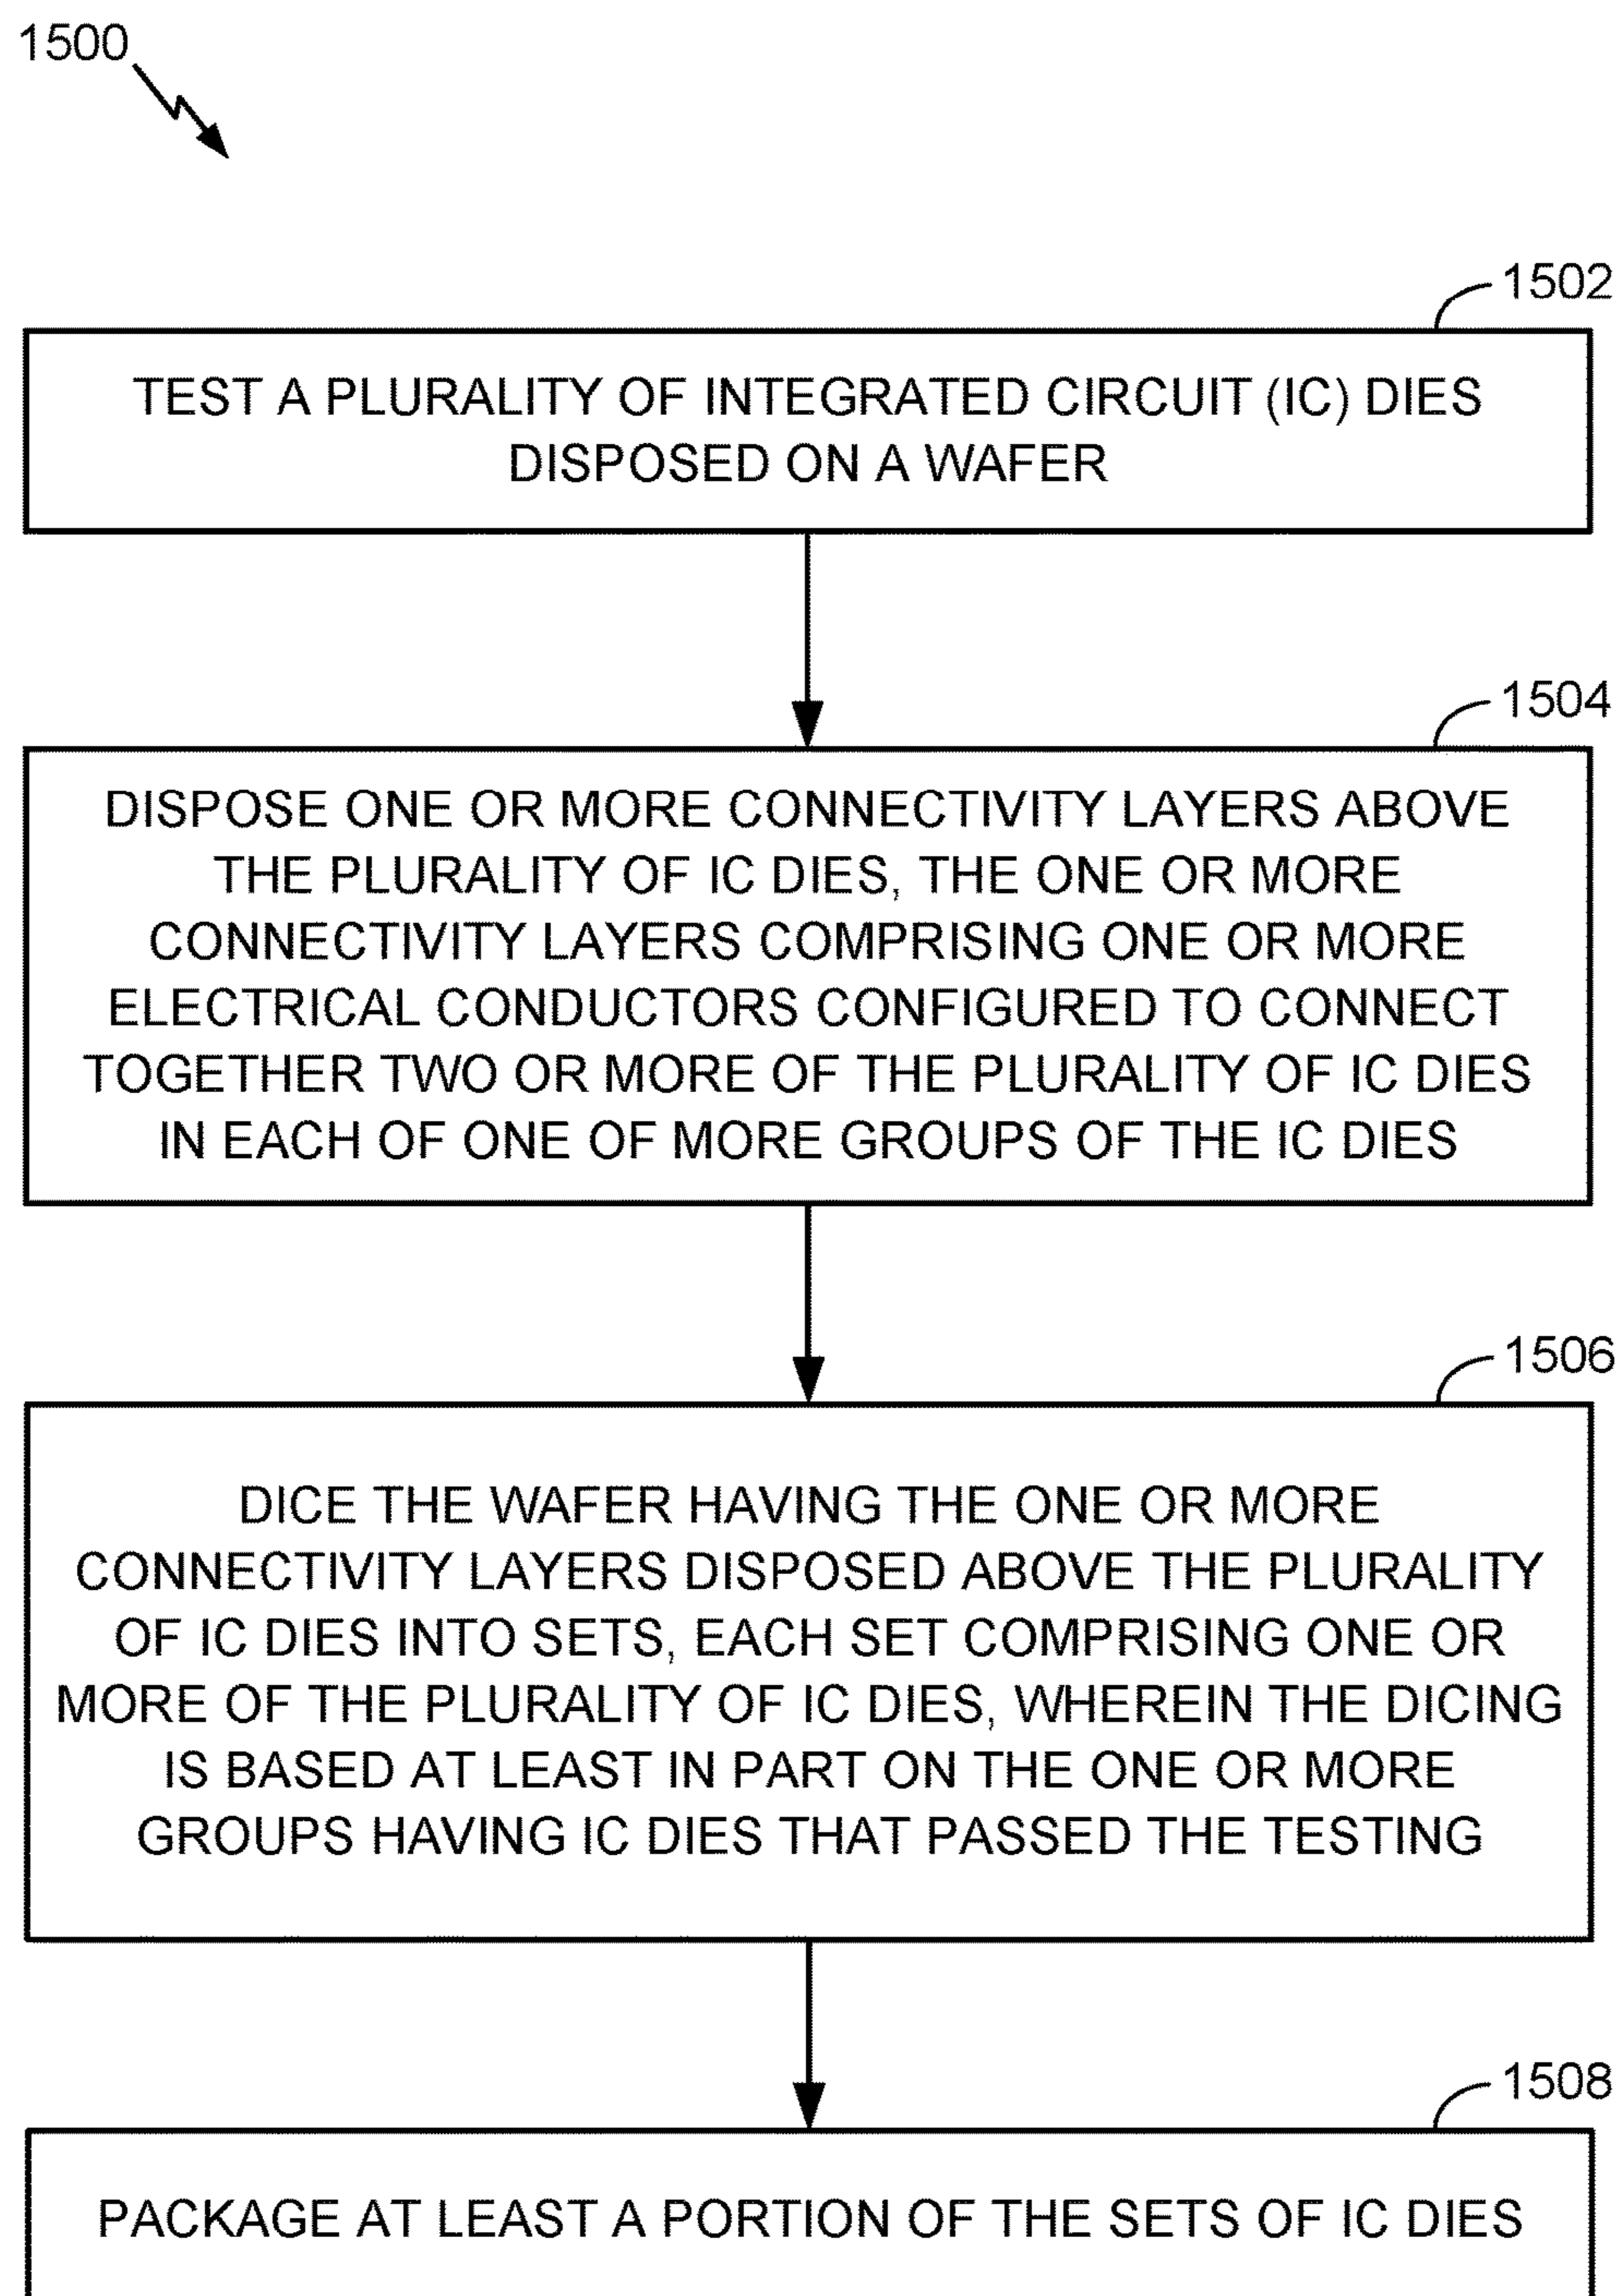 1500
1502
TEST A PLURALITY OF INTEGRATED CIRCUIT (IC) DIES
DISPOSED ON A WAFER
1504
DISPOSE ONE OR MORE CONNECTIVITY LAYERS ABOVE
THE PLURALITY OF IC DIES, THE ONE OR MORE
CONNECTIVITY LAYERS COMPRISING ONE OR MORE
ELECTRICAL CONDUCTORS CONFIGURED TO CONNECT
TOGETHER TWO OR MORE OF THE PLURALITY OF IC DIES
IN EACH OF ONE OF MORE GROUPS OF THE IC DIES
1506
DICE THE WAFER HAVING THE ONE OR MORE
CONNECTIVITY LAYERS DISPOSED ABOVE THE PLURALITY
OF IC DIES INTO SETS, EACH SET COMPRISING ONE OR
MORE OF THE PLURALITY OF IC DIES, WHEREIN THE DICING
IS BASED AT LEAST IN PART ON THE ONE OR MORE
GROUPS HAVING IC DIES THAT PASSED THE TESTING
1508
PACKAGE AT LEAST A PORTION OF THE SETS OF IC DIES